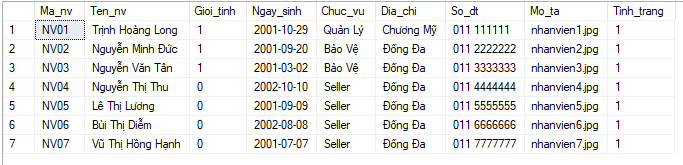 Ma_nv Ten_nv Gioi_tinh Ngay_sinh Chuc_vu Dia_chi So_dt Mo_ta Tinh_trang
1 NV01 Trịnh Hoàng Long 1 2001-10-29 Quản Lý Chương Mỹ 011 111111 nhanvien1.jpg 1
2 NV02 Nguyễn Minh Đức 1 2001-09-20 Bảo Vệ Đống Đa 011 2222222 nhanvien2.jpg 1
3 NV03 Nguyễn Văn Tân 1 2001-03-02 Bảo Vệ Đống Đa 011 3333333 nhanvien3.jpg 1
4 NV04 Nguyễn Thị Thu 0 2002-10-10 Seller Đống Đa 011 4444444 nhanvien4.jpg 1
5 NV05 Lê Thị Lương 0 2001-09-09 Seller Đống Đa 011 5555555 nhanvien5.jpg 1
6 NV06 Bùi Thị Diễm 0 2002-08-08 Seller Đống Đa 011 6666666 nhanvien6.jpg 1
7 NV07 Vũ Thị Hồng Hạnh 0 2001-07-07 Seller Đống Đa 011 7777777 nhanvien7.jpg 1